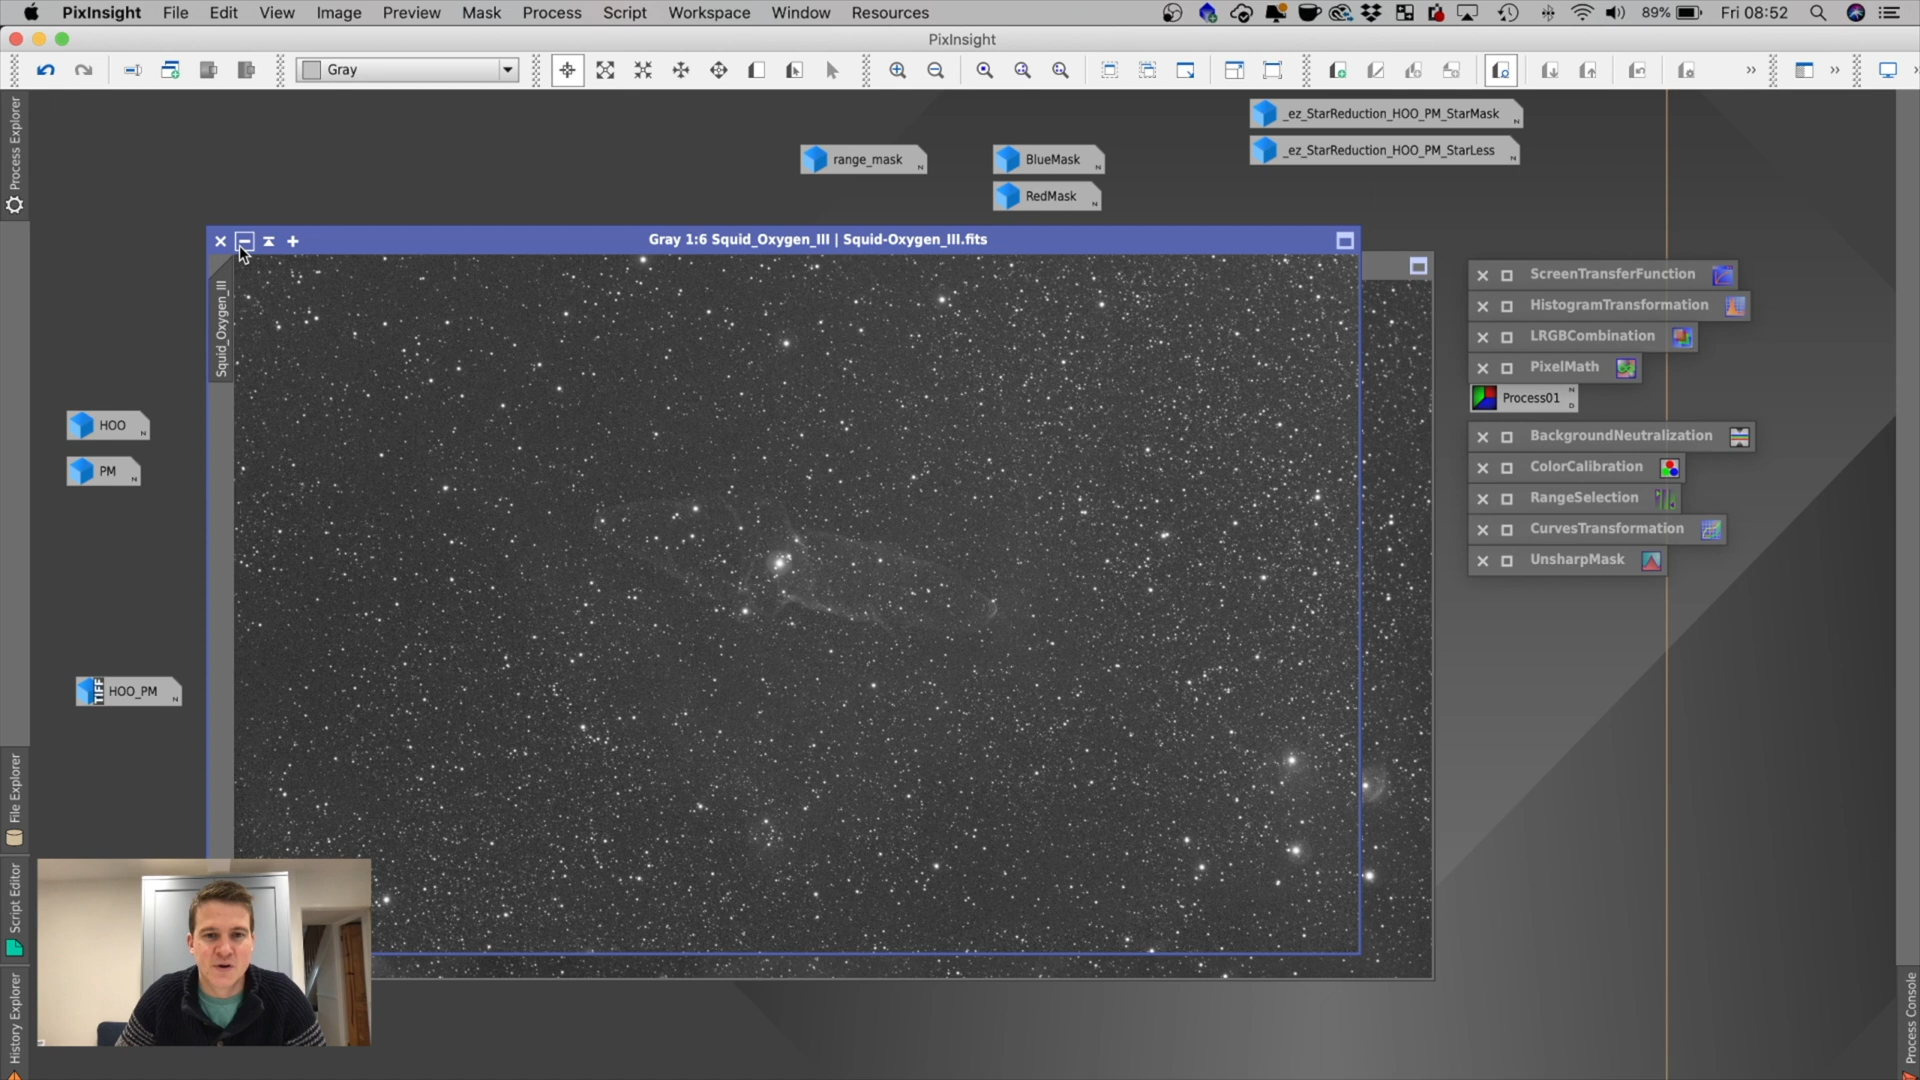 PixInsight File Edit View Image Preview Mask Process Script Workspace Window Resources 89% Fri 08:52
PixInsight
Gray
Process Explorer
_ez_StarReduction_HOO_PM_StarMask
N
_ez_StarReduction_HOO_PM_StarLess
N
range_mask
N
BlueMask
N
RedMask
N
Gray 1:6 Squid_Oxygen_III | Squid-Oxygen_III.fits
Squid_Oxygen_III
ScreenTransferFunction
HistogramTransformation
LRGBCombination
PixelMath
Process01
N
D
BackgroundNeutralization
ColorCalibration
RangeSelection
CurvesTransformation
UnsharpMask
HOO
N
PM
N
TIFF
HOO_PM
N
File Explorer
Script Editor
History Explorer
Process Console